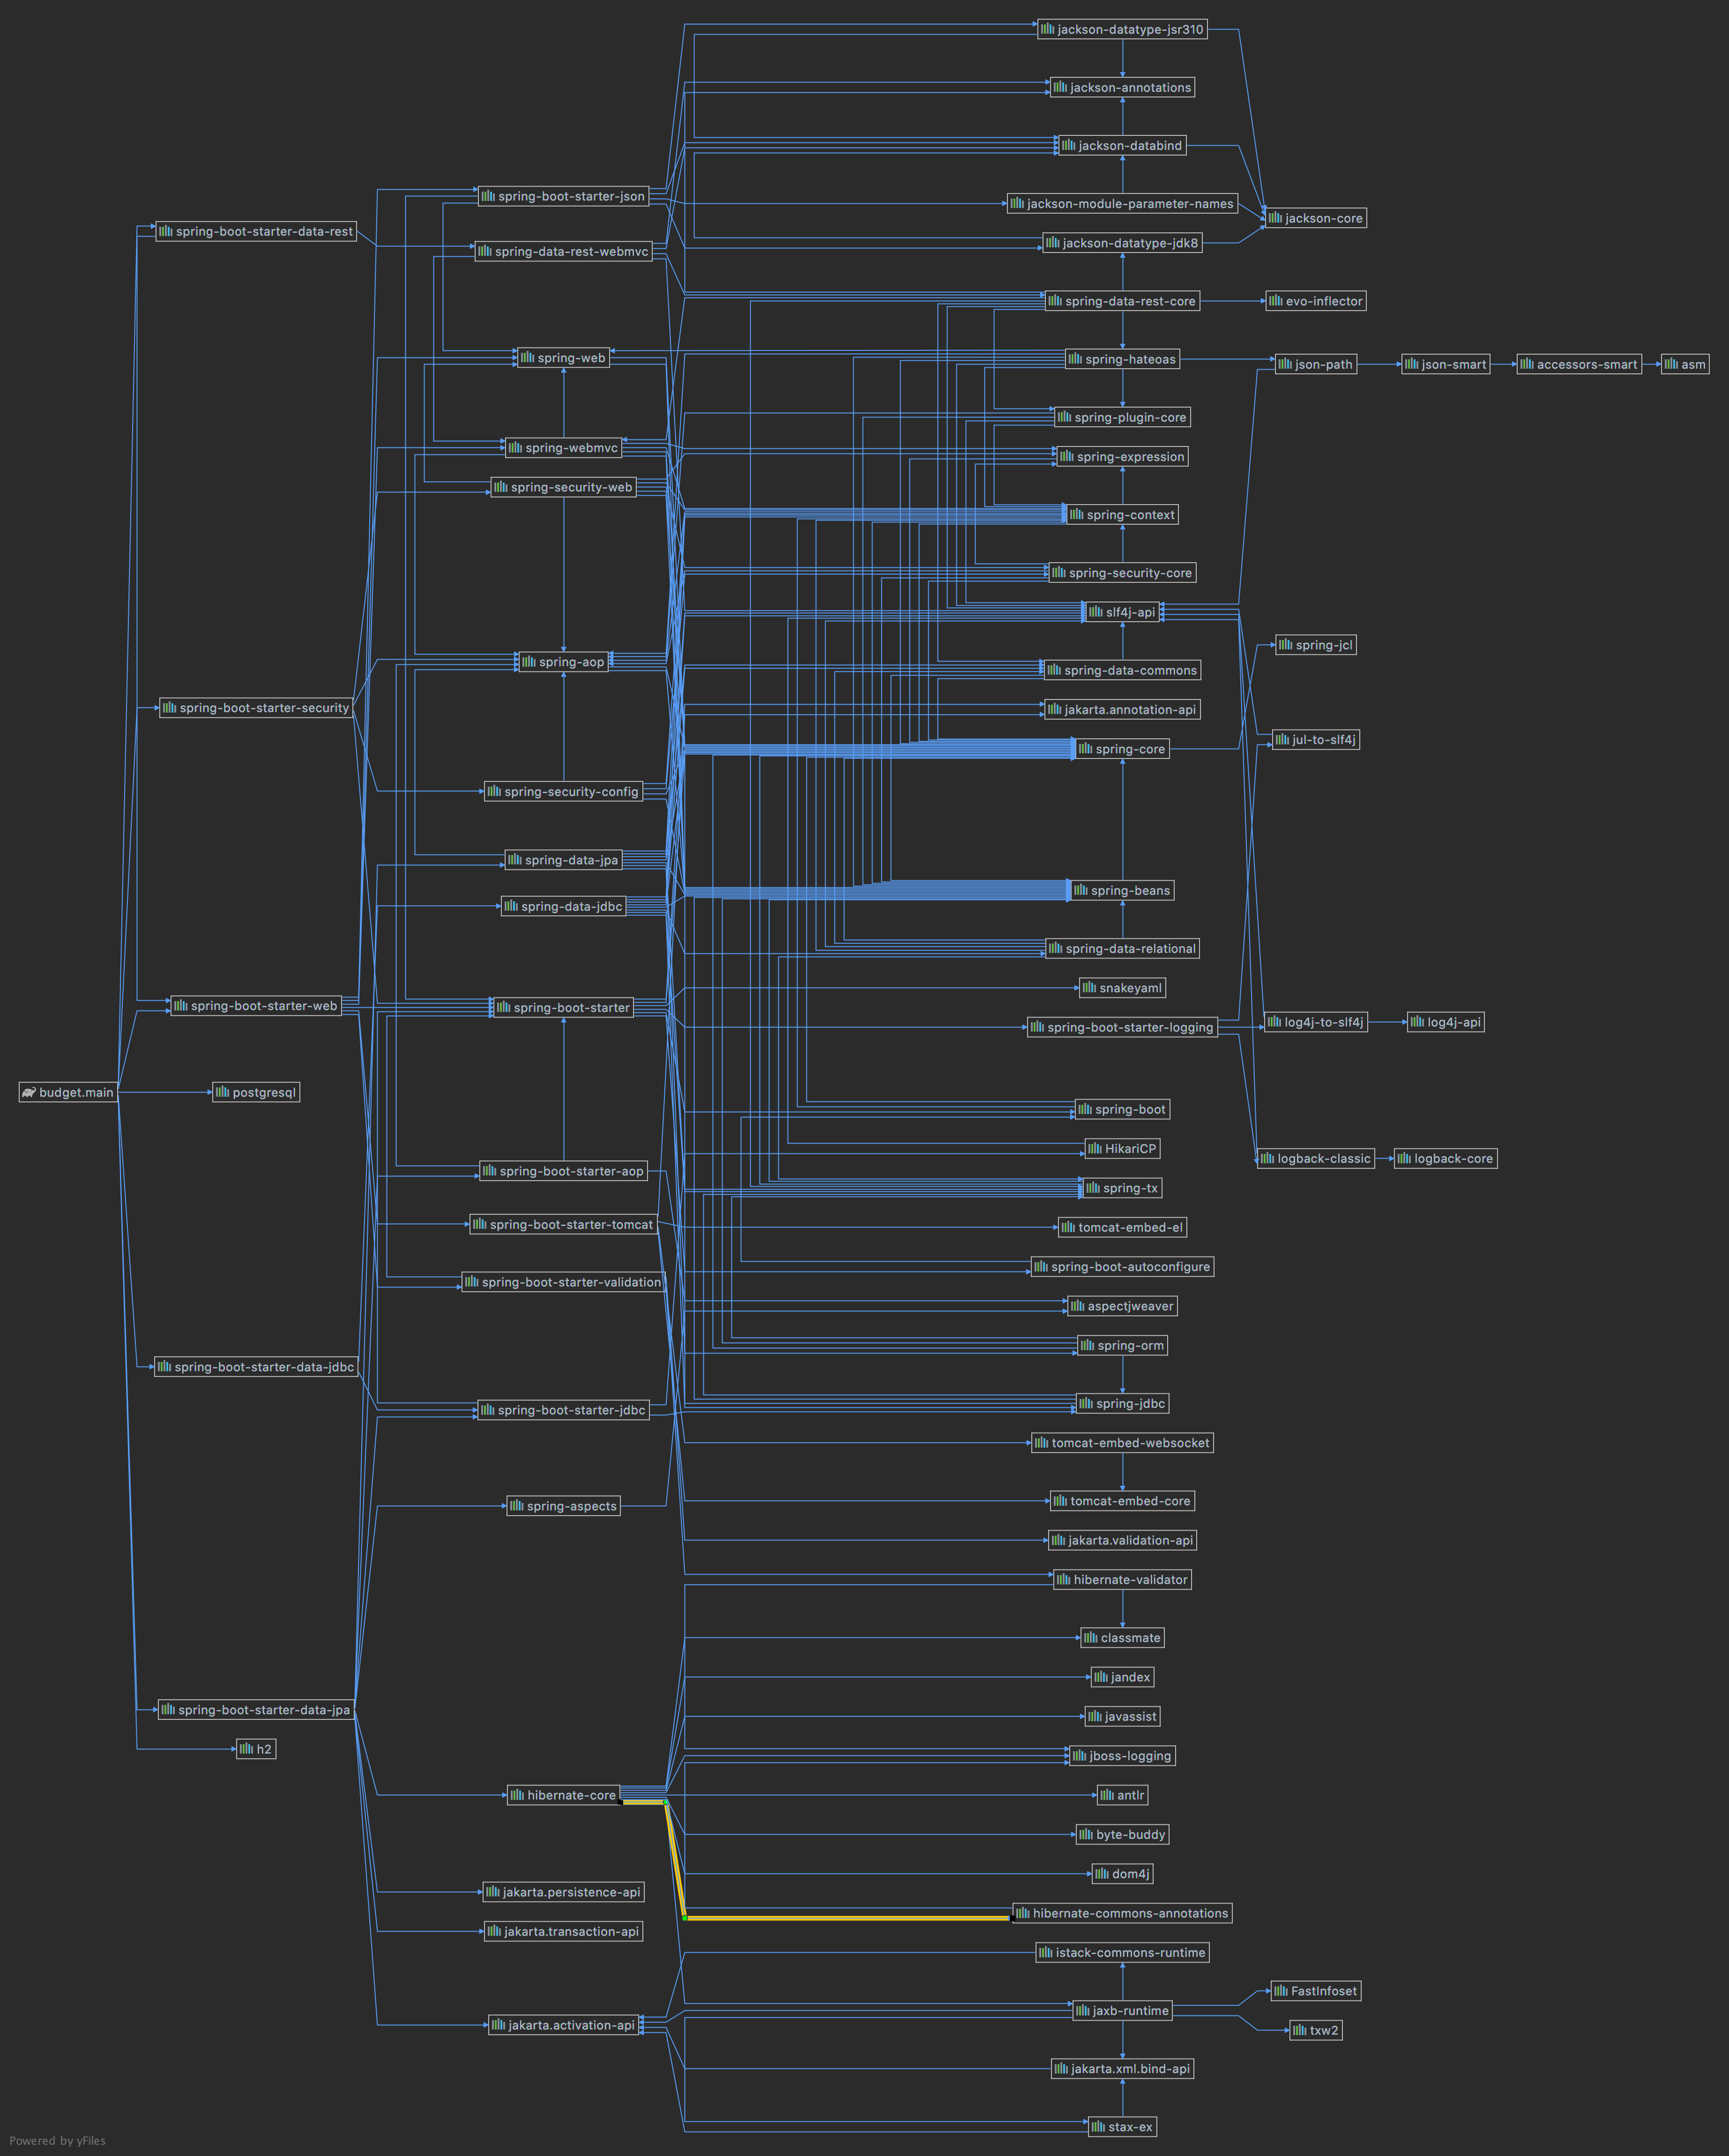 budget.main
spring-boot-starter-data-rest
spring-boot-starter-security
spring-boot-starter-web
postgresql
spring-boot-starter-data-jdbc
spring-boot-starter-data-jpa
h2
spring-boot-starter-json
spring-data-rest-webmvc
spring-web
spring-webmvc
spring-security-web
spring-aop
spring-security-config
spring-data-jpa
spring-data-jdbc
spring-boot-starter
spring-boot-starter-aop
spring-boot-starter-tomcat
spring-boot-starter-validation
spring-boot-starter-jdbc
spring-aspects
hibernate-core
jakarta.persistence-api
jakarta.transaction-api
jakarta.activation-api
jackson-datatype-jsr310
jackson-annotations
jackson-databind
jackson-module-parameter-names
jackson-datatype-jdk8
spring-data-rest-core
spring-hateoas
spring-plugin-core
spring-expression
spring-context
spring-security-core
slf4j-api
spring-data-commons
jakarta.annotation-api
spring-core
spring-beans
spring-data-relational
snakeyaml
spring-boot-starter-logging
spring-boot
HikariCP
spring-tx
tomcat-embed-el
spring-boot-autoconfigure
aspectjweaver
spring-orm
spring-jdbc
tomcat-embed-websocket
tomcat-embed-core
jakarta.validation-api
hibernate-validator
classmate
jandex
javassist
jboss-logging
antlr
byte-buddy
dom4j
hibernate-commons-annotations
istack-commons-runtime
jaxb-runtime
jakarta.xml.bind-api
stax-ex
jackson-core
evo-inflector
json-path
spring-jcl
jul-to-slf4j
log4j-to-slf4j
logback-classic
FastInfoset
txw2
json-smart
log4j-api
logback-core
accessors-smart
asm
Powered by yFiles